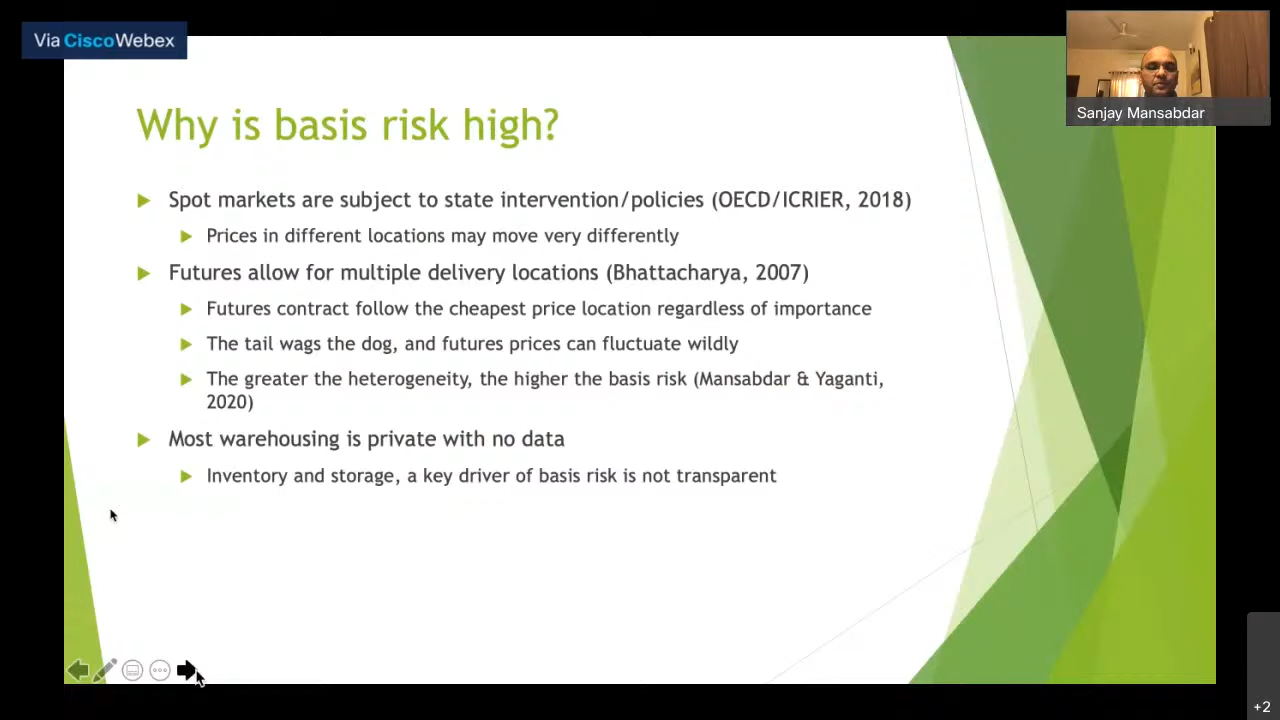 Via CiscoWebex
Sanjay Mansabdar
Why is basis risk high?
Spot markets are subject to state intervention/policies (OECD/ICRIER, 2018)
Prices in different locations may move very differently
Futures allow for multiple delivery locations (Bhattacharya, 2007)
Futures contract follow the cheapest price location regardless of importance
The tail wags the dog, and futures prices can fluctuate wildly
The greater the heterogeneity, the higher the basis risk (Mansabdar & Yaganti,
2020)
Most warehousing is private with no data
Inventory and storage, a key driver of basis risk is not transparent
+2